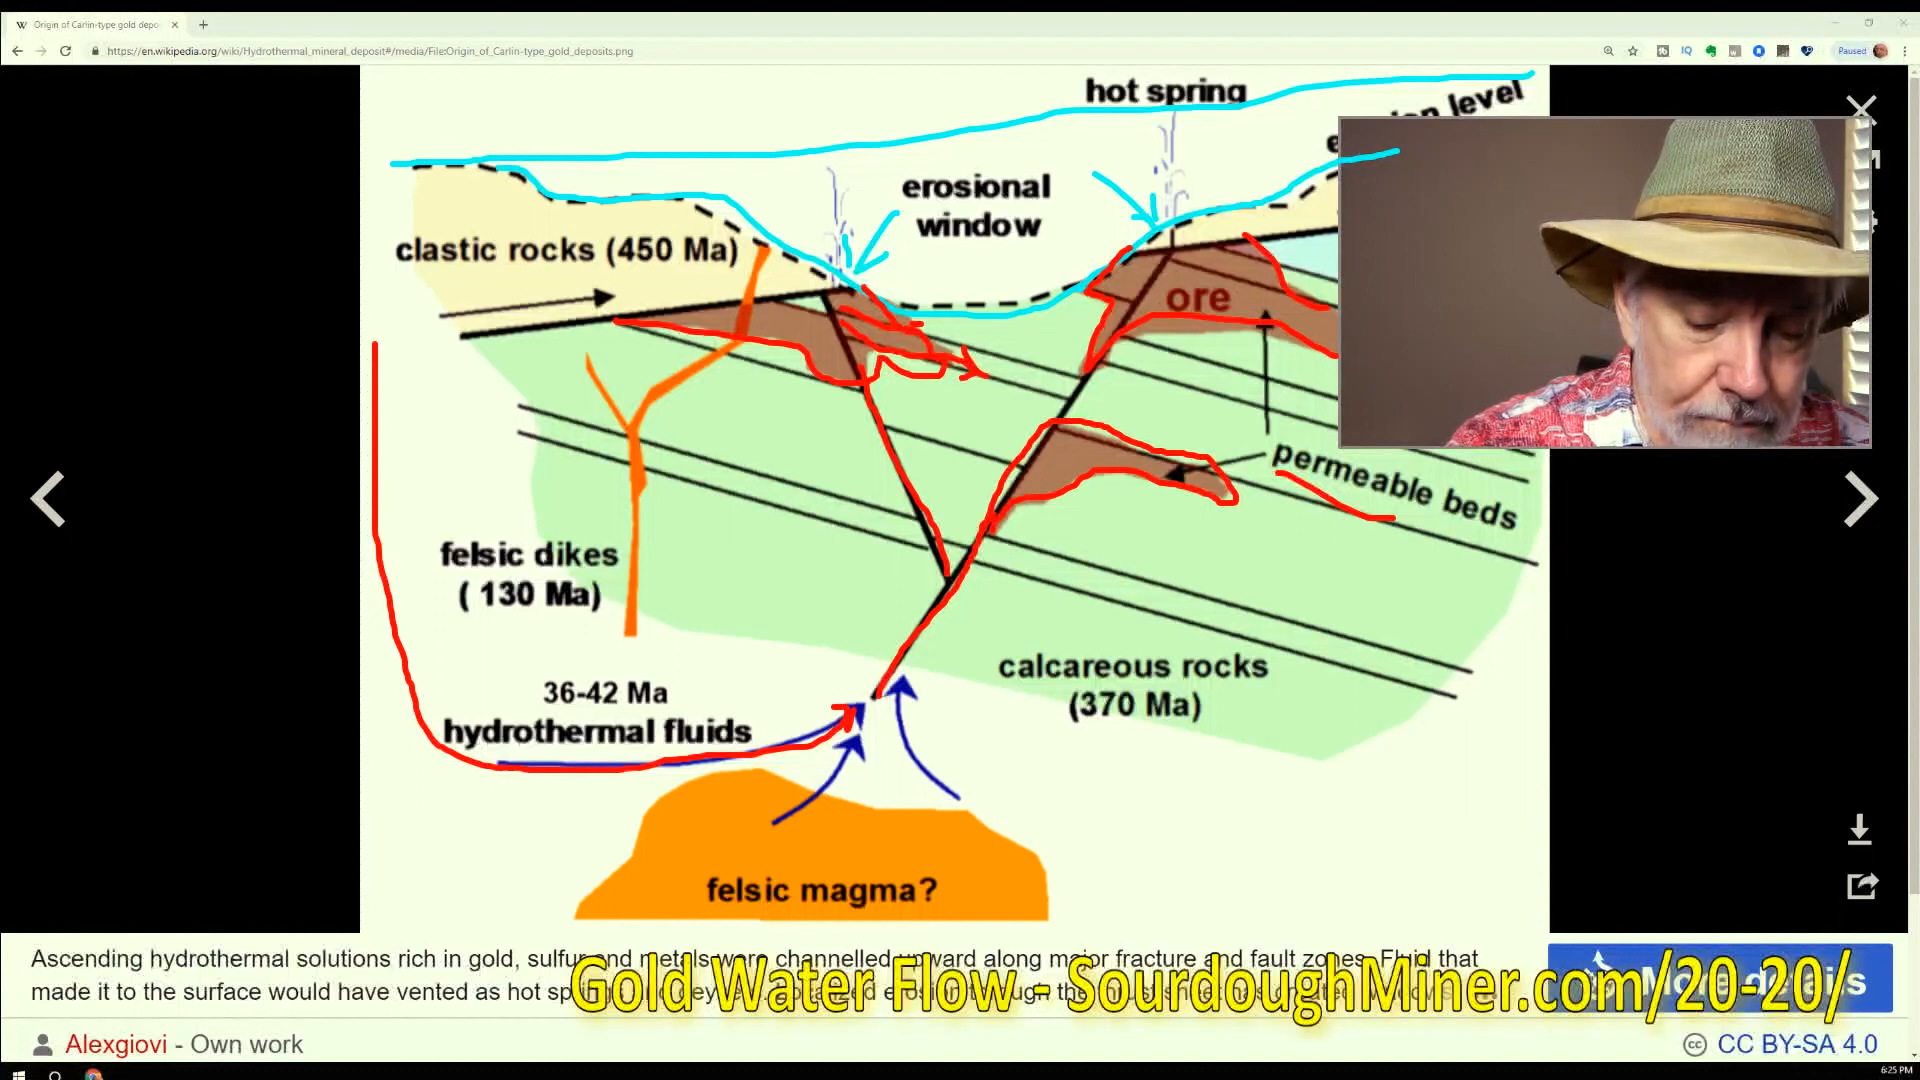 Origin of Carlin-type gold depo
https://en.wikipedia.org/wiki/Hydrothermal_mineral_deposit#/media/File:Origin_of_Carlin-type_gold_deposits.png
Paused
hot spring
level
erosional
window
clastic rocks (450 Ma)
ore
permeable beds
felsic dikes
( 130 Ma)
36-42 Ma
hydrothermal fluids
calcareous rocks
(370 Ma)
felsic magma?
Ascending hydrothermal solutions rich in gold, sulfur and metals were channelled upward along major fracture and fault zones. Fluid that
made it to the surface would have vented as hot
More details
Gold Water Flow - SourdoughMiner.com/20-20/
Alexgiovi - Own work
CC BY-SA 4.0
6:25 PM